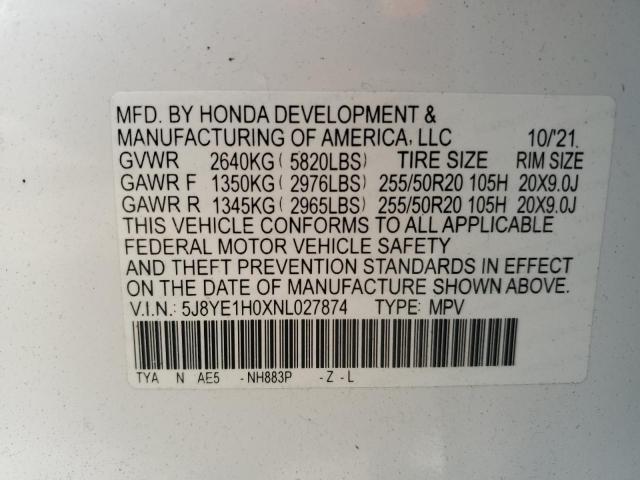 MFD. BY HONDA DEVELOPMENT &
MANUFACTURING OF AMERICA, LLC 10/'21
GVWR 2640KG ( 5820LBS) TIRE SIZE RIM SIZE
GAWR F 1350KG ( 2976LBS) 255/50R20 105H 20X9.0J
GAWR R 1345KG ( 2965LBS) 255/50R20 105H 20X9.0J
THIS VEHICLE CONFORMS TO ALL APPLICABLE
FEDERAL MOTOR VEHICLE SAFETY
AND THEFT PREVENTION STANDARDS IN EFFECT
ON THE DATE OF MANUFACTURE SHOWN ABOVE.
V.I.N.: 5J8YE1H0XNL027874 TYPE: MPV
TYA N AE5 -NH883P -Z -L